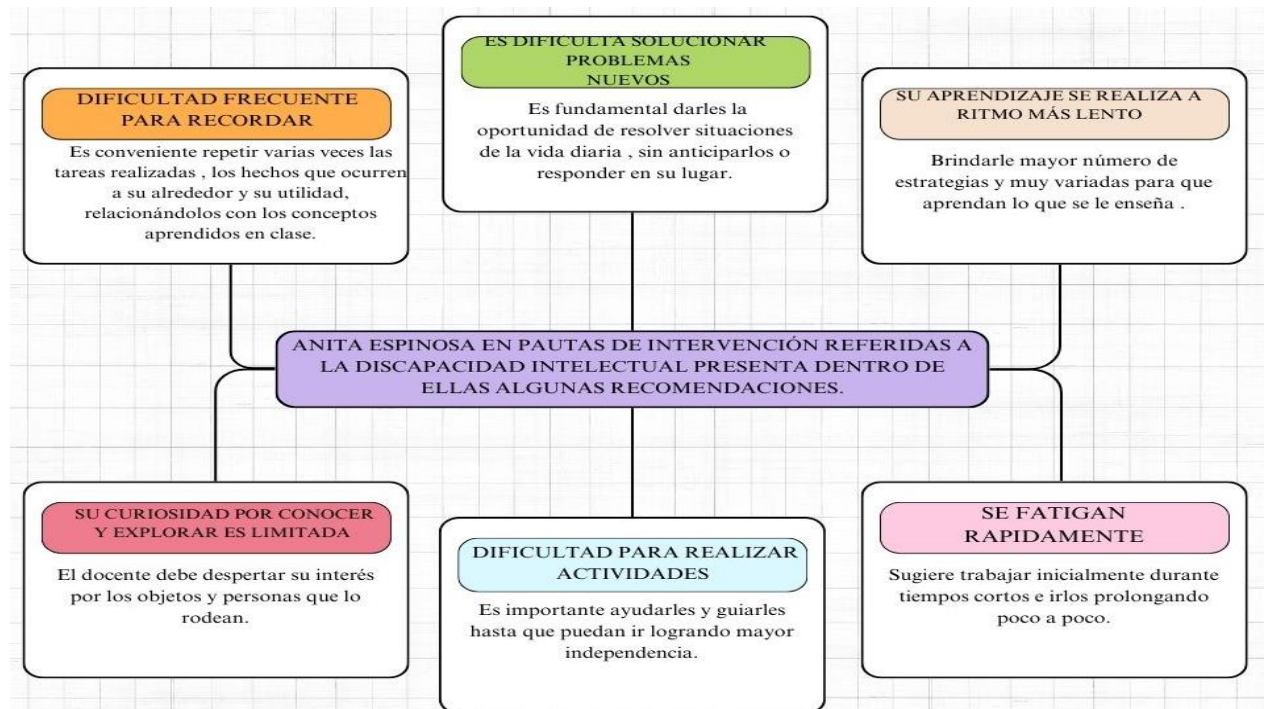 DIFICULTAD FRECUENTE
PARA RECORDAR
Es conveniente repetir varias veces las
tareas realizadas , los hechos que ocurren
a su alrededor y su utilidad,
relacionándolos con los conceptos
aprendidos en clase.
ES DIFICULTA SOLUCIONAR
PROBLEMAS
NUEVOS
Es fundamental darles la
oportunidad de resolver situaciones
de la vida diaria , sin anticiparlos o
responder en su lugar.
SU APRENDIZAJE SE REALIZA A
RITMO MÁS LENTO
Brindarle mayor número de
estrategias y muy variadas para que
aprendan lo que se le enseña .
ANITA ESPINOSA EN PAUTAS DE INTERVENCIÓN REFERIDAS A
LA DISCAPACIDAD INTELECTUAL PRESENTA DENTRO DE
ELLAS ALGUNAS RECOMENDACIONES.
SU CURIOSIDAD POR CONOCER
Y EXPLORAR ES LIMITADA
El docente debe despertar su interés
por los objetos y personas que lo
rodean.
DIFICULTAD PARA REALIZAR
ACTIVIDADES
Es importante ayudarles y guiarles
hasta que puedan ir logrando mayor
independencia.
SE FATIGAN
RAPIDAMENTE
Sugiere trabajar inicialmente durante
tiempos cortos e irlos prolongando
poco a poco.